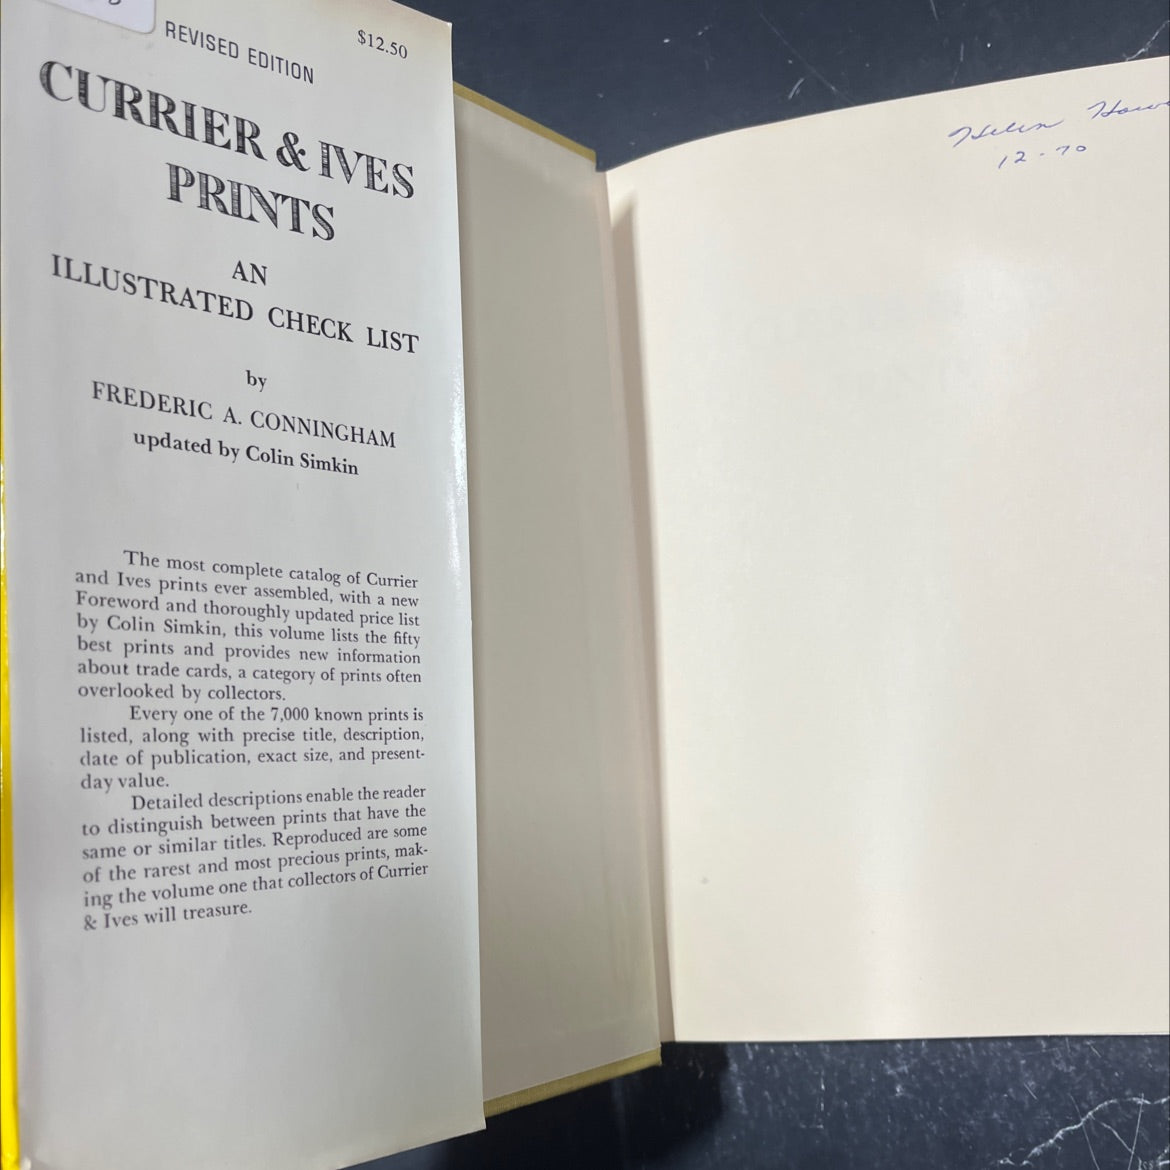 REVISED EDITION
$12.50
CURRIER & IVES
PRINTS
AN
ILLUSTRATED CHECK LIST
by
FREDERIC A. CONNINGHAM
updated by Colin Simkin
The most complete catalog of Currier
and Ives prints ever assembled, with a new
Foreword and thoroughly updated price list
by Colin Simkin, this volume lists the fifty
best prints and provides new information
about trade cards, a category of prints often
overlooked by collectors.
Every one of the 7,000 known prints is
listed, along with precise title, description,
date of publication, exact size, and present-
day value.
Detailed descriptions enable the reader
to distinguish between prints that have the
same or similar titles. Reproduced are some
of the rarest and most precious prints, mak-
ing the volume one that collectors of Currier
& Ives will treasure.
Helen
12-70